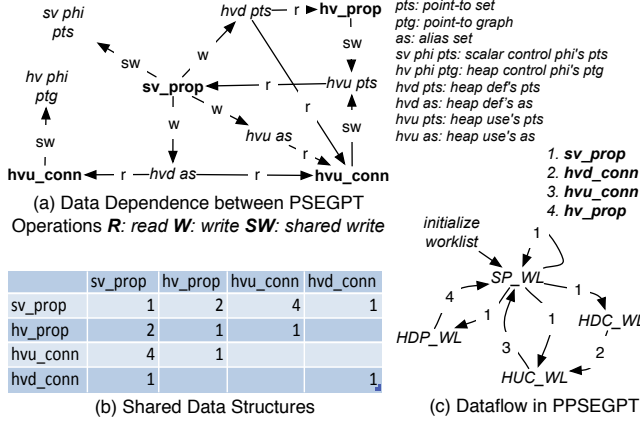 sv phi
pts
hvd pts
r
hv_prop
sw
w
sw
hv phi
ptg
sv_prop
r
hvu pts
w
w
r
hvu as
sw
r
sw
hvu_conn
r
hvd as
r
hvu_conn
(a) Data Dependence between PSEGPT
Operations R: read W: write SW: shared write
pts: point-to set
ptg: point-to graph
as: alias set
sv phi pts: scalar control phi's pts
hv phi ptg: heap control phi's ptg
hvd pts: heap def's pts
hvd as: heap def's as
hvu pts: heap use's pts
hvu as: heap use's as
sv_prop hv_prop hvu_conn hvd_conn
sv_prop 1 2 4 1
hv_prop 2 1 1
hvu_conn 4 1
hvd_conn 1 1
(b) Shared Data Structures
1. sv_prop
2. hvd_conn
3. hvu_conn
4. hv_prop
initialize
worklist
1
SP_WL
4
1
1
1
HDP_WL
HDC_WL
3
2
HUC_WL
(c) Dataflow in PPSEGPT